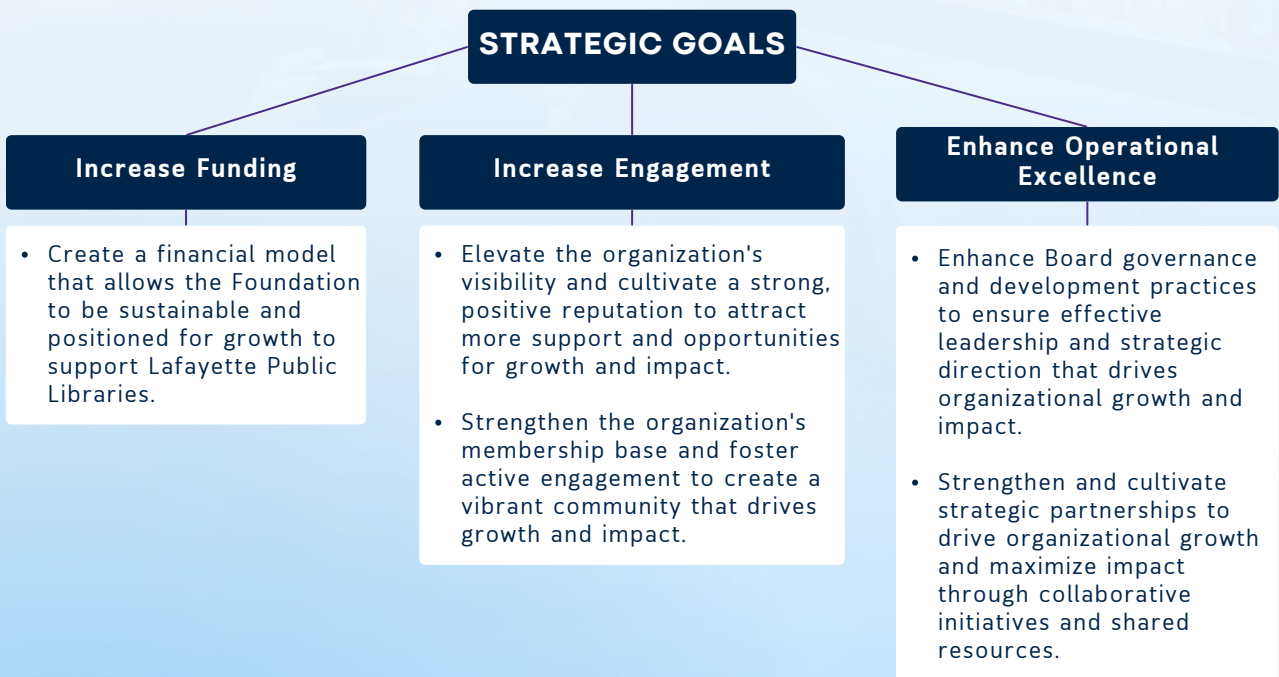 STRATEGIC GOALS
Increase Funding
• Create a financial model
that allows the Foundation
to be sustainable and
positioned for growth to
support Lafayette Public
Libraries.
Increase Engagement
• Elevate the organization's
visibility and cultivate a strong,
positive reputation to attract
more support and opportunities
for growth and impact.
• Strengthen the organization's
membership base and foster
active engagement to create a
vibrant community that drives
growth and impact.
Enhance Operational
Excellence
• Enhance Board governance
and development practices
to ensure effective
leadership and strategic
direction that drives
organizational growth and
impact.
• Strengthen and cultivate
strategic partnerships to
drive organizational growth
and maximize impact
through collaborative
initiatives and shared
resources.